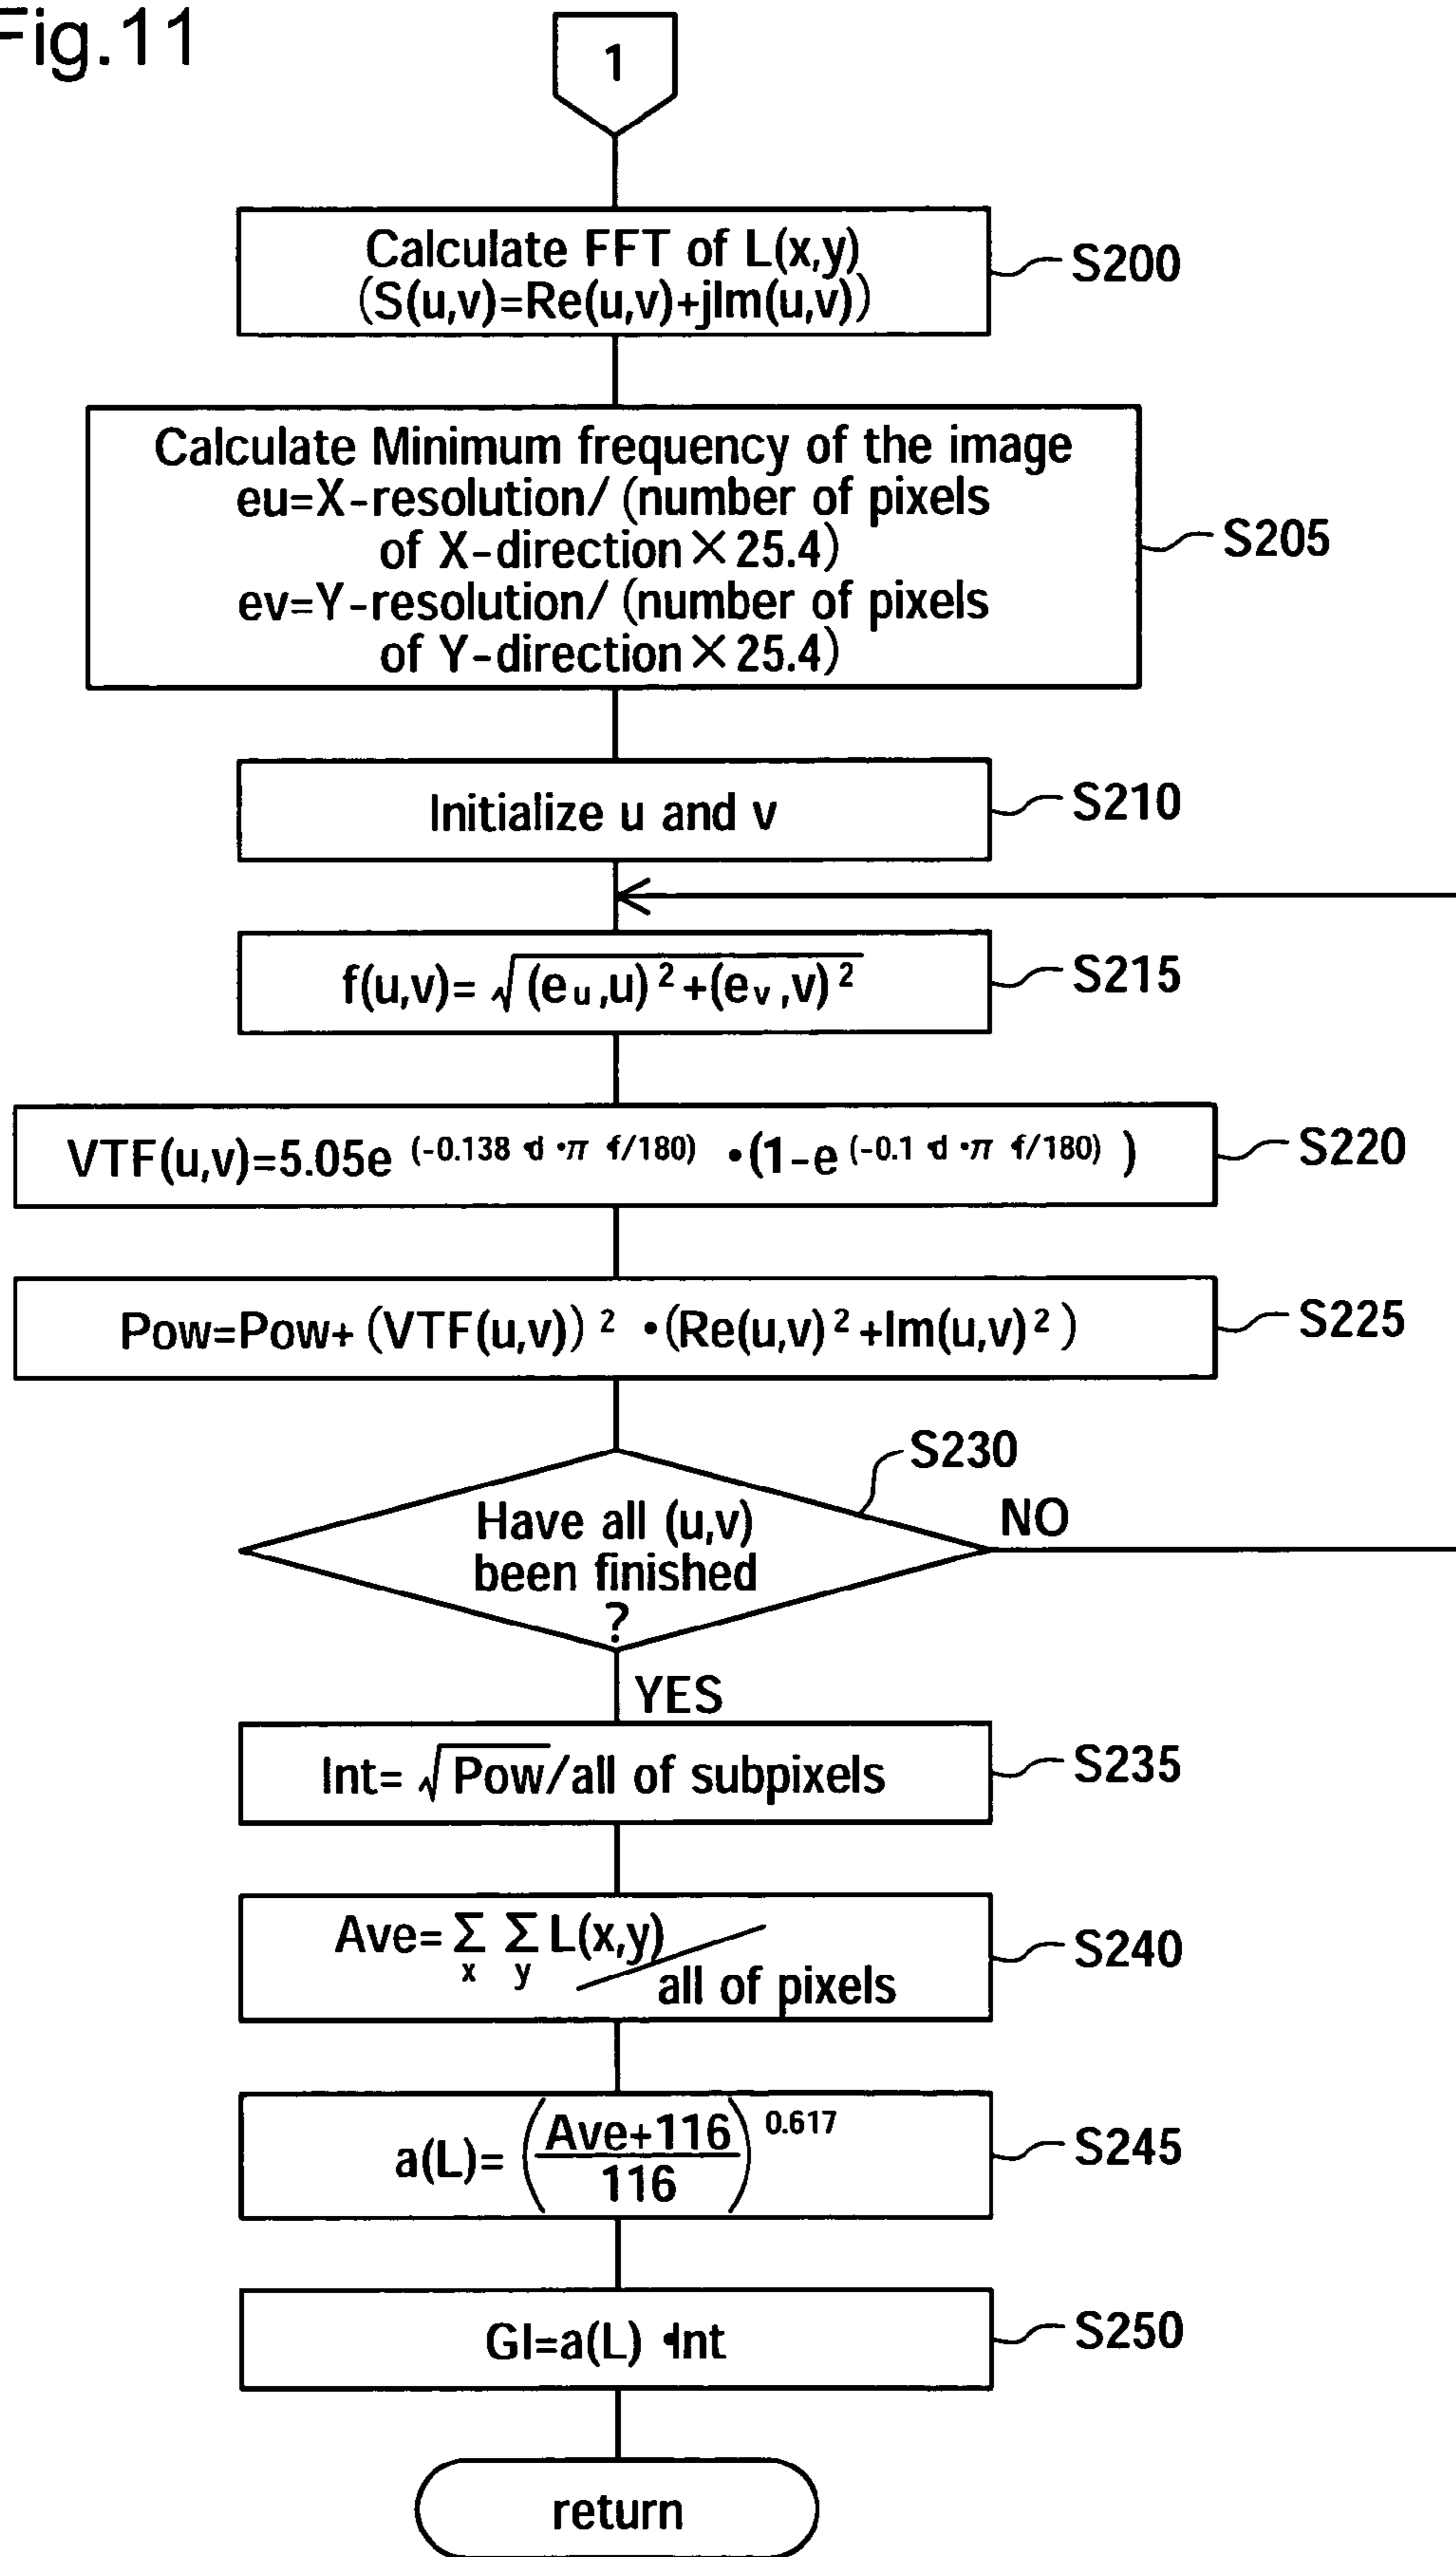 Fig.11
1
Calculate FFT of L(x,y)
(S(u,v)=Re(u,v)+jIm(u,v))
S200
Calculate Minimum frequency of the image
eu=X-resolution/(number of pixels
of X-direction×25.4)
ev=Y-resolution/(number of pixels
of Y-direction×25.4)
S205
Initialize u and v
S210
f(u,v)= √(e u ,u) 2 +(e v ,v) 2
S215
VTF(u,v)=5.05e (-0.138 ·d ·π f/180) ·(1-e (-0.1 ·d ·π f/180) )
S220
Pow=Pow+ (VTF(u,v)) 2 ·(Re(u,v) 2 +Im(u,v) 2 )
S225
S230
Have all (u,v)
been finished
?
NO
YES
Int= √Pow/all of subpixels
S235
Ave= Σ x Σ y L(x,y) / all of pixels
S240
a(L)= (Ave+116 / 116) 0.617
S245
GI=a(L) ·Int
S250
return